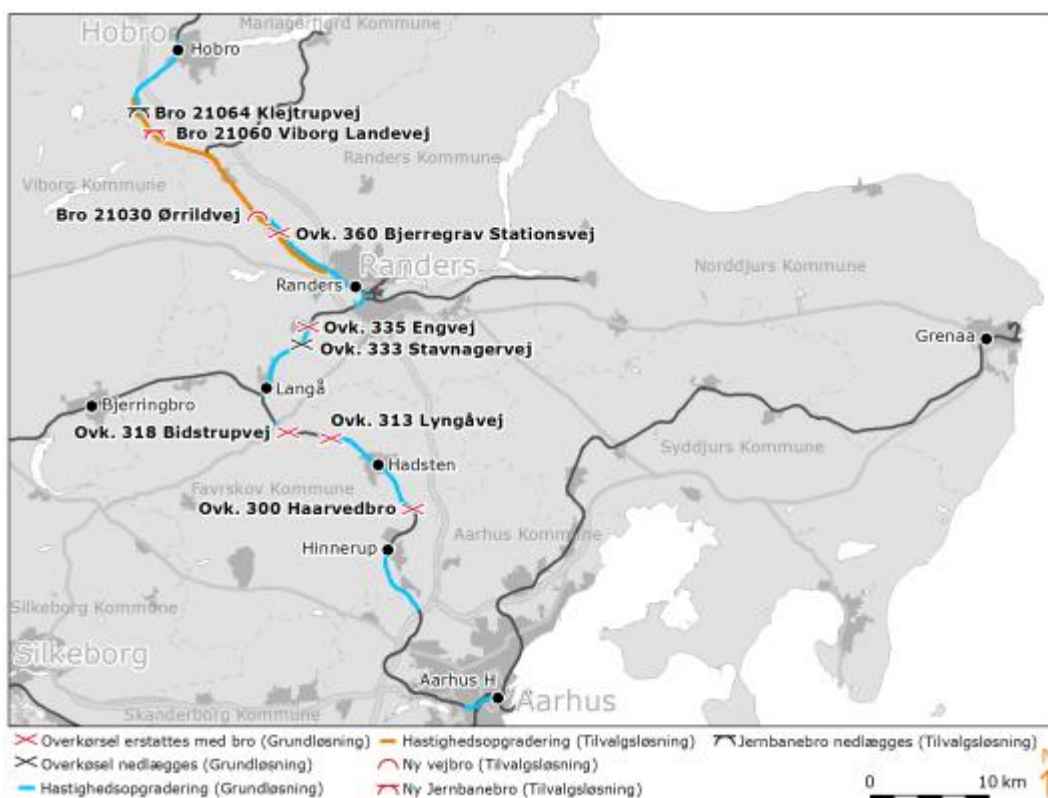 Hobro
Mariagerfjord Kommune
Hobro
Bro 21064 Klejtrupvej
Bro 21060 Viborg Landevej
Randers Kommune
Viborg Kommune
Bro 21030 Ørrildvej
Ovk. 360 Bjerregrav Stationsvej
Randers
Norddjurs Kommune
Randers
Ovk. 335 Engvej
Grenaa
Ovk. 333 Stavnagervej
Langå
Bjerringbro
Ovk. 313 Lyngåvej
Ovk. 318 Bidstrupvej
Syddjurs Kommune
Hadsten
Favrskov Kommune
Ovk. 300 Haarvedbro
Aarhus Kommune
Hinnerup
Silkeborg Kommune
Silkeborg
Aarhus H
Aarhus
Skanderborg Kommune
Overkørsel erstattes med bro (Grundløsning)
Hastighedsopgradering (Tilvalgsløsning)
Jernbanebro nedlægges (Tilvalgsløsning)
Overkøsel nedlægges (Grundløsning)
Ny vejbro (Tilvalgsløsning)
Hastighedsopgradering (Grundløsning)
Ny Jernbanebro (Tilvalgsløsning)
0 10 km
N